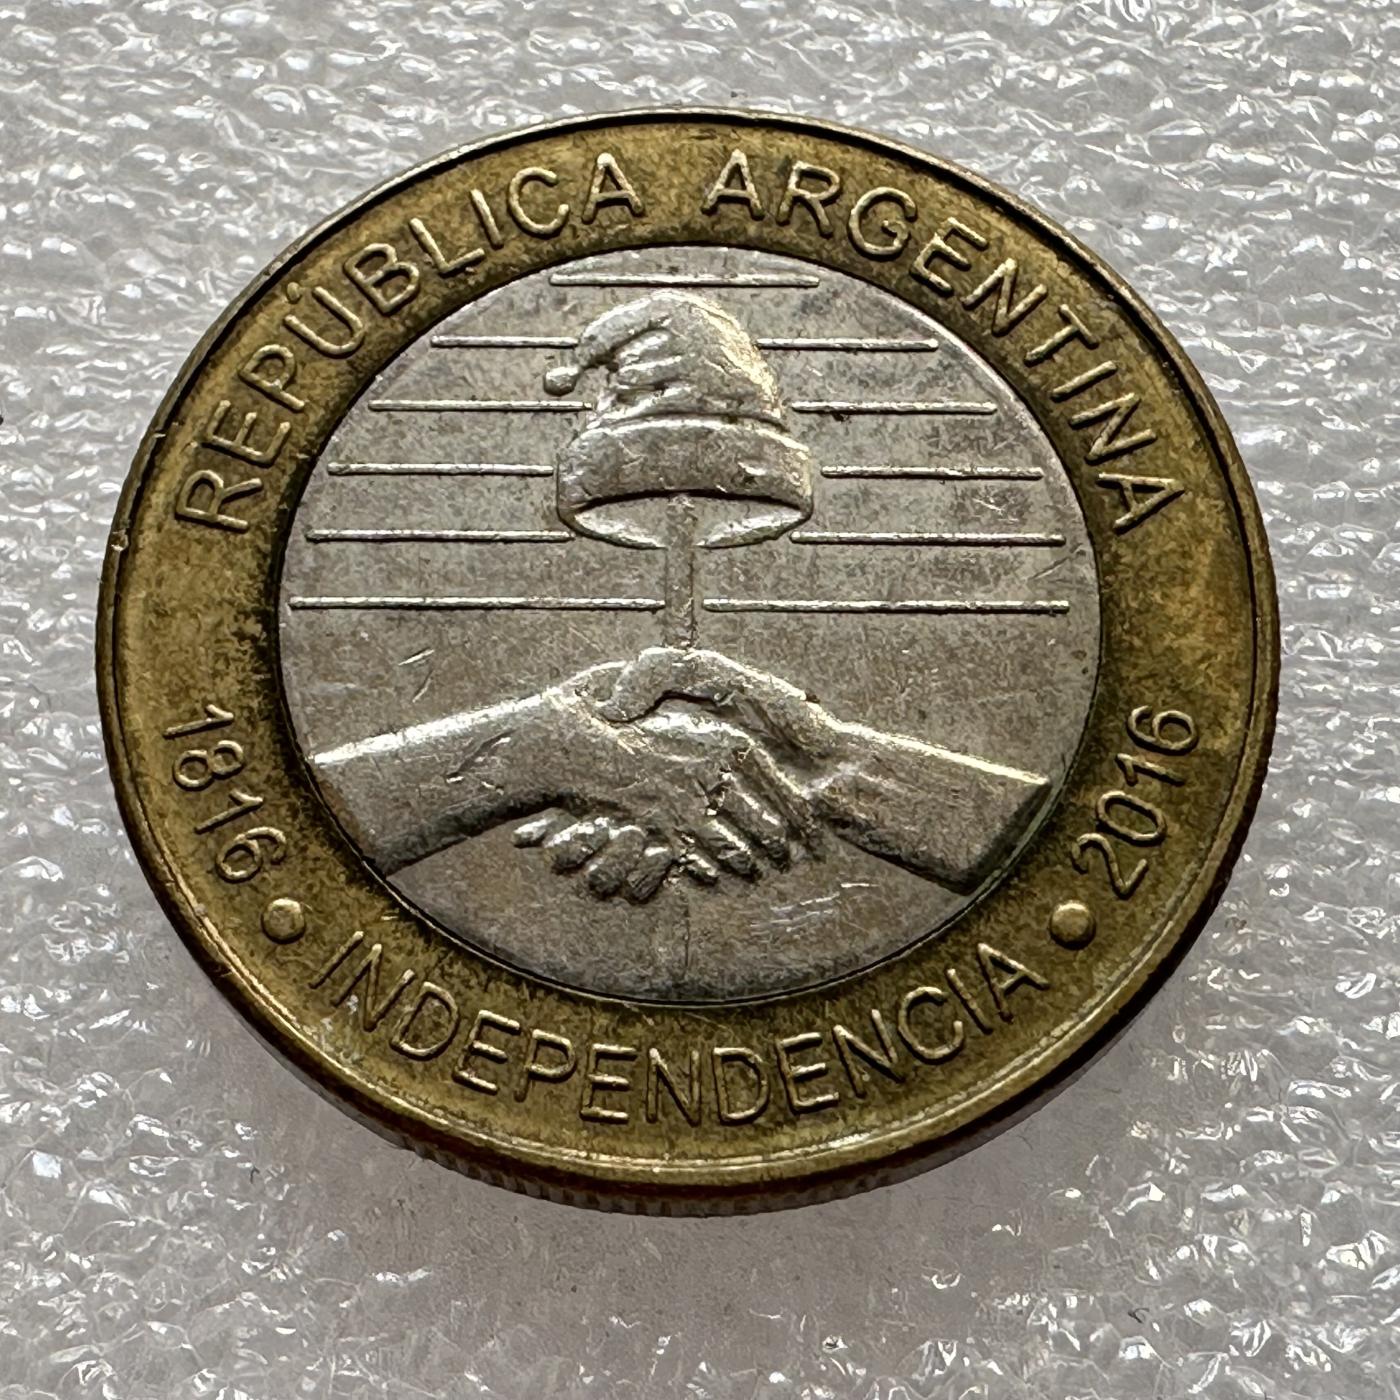 REPÚBLICA ARGENTINA
1816 • INDEPENDENCIA • 2016